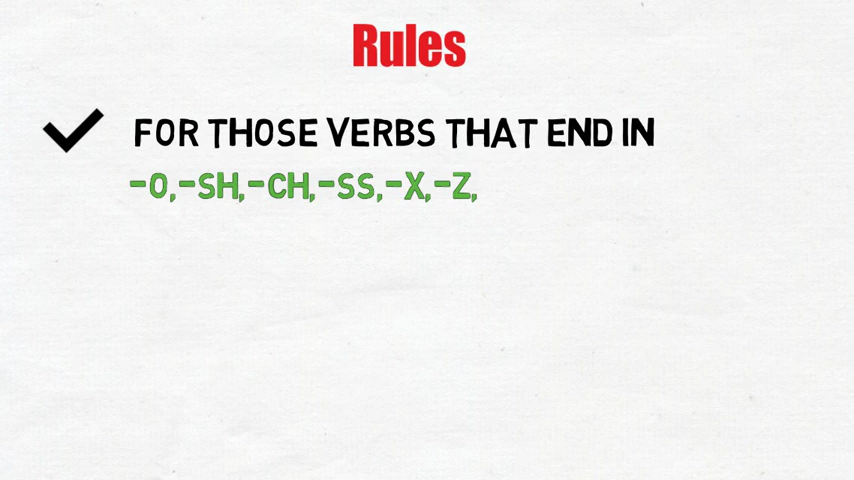 Rules
FOR THOSE VERBS THAT END IN
-O,-SH,-CH,-SS,-X,-Z,